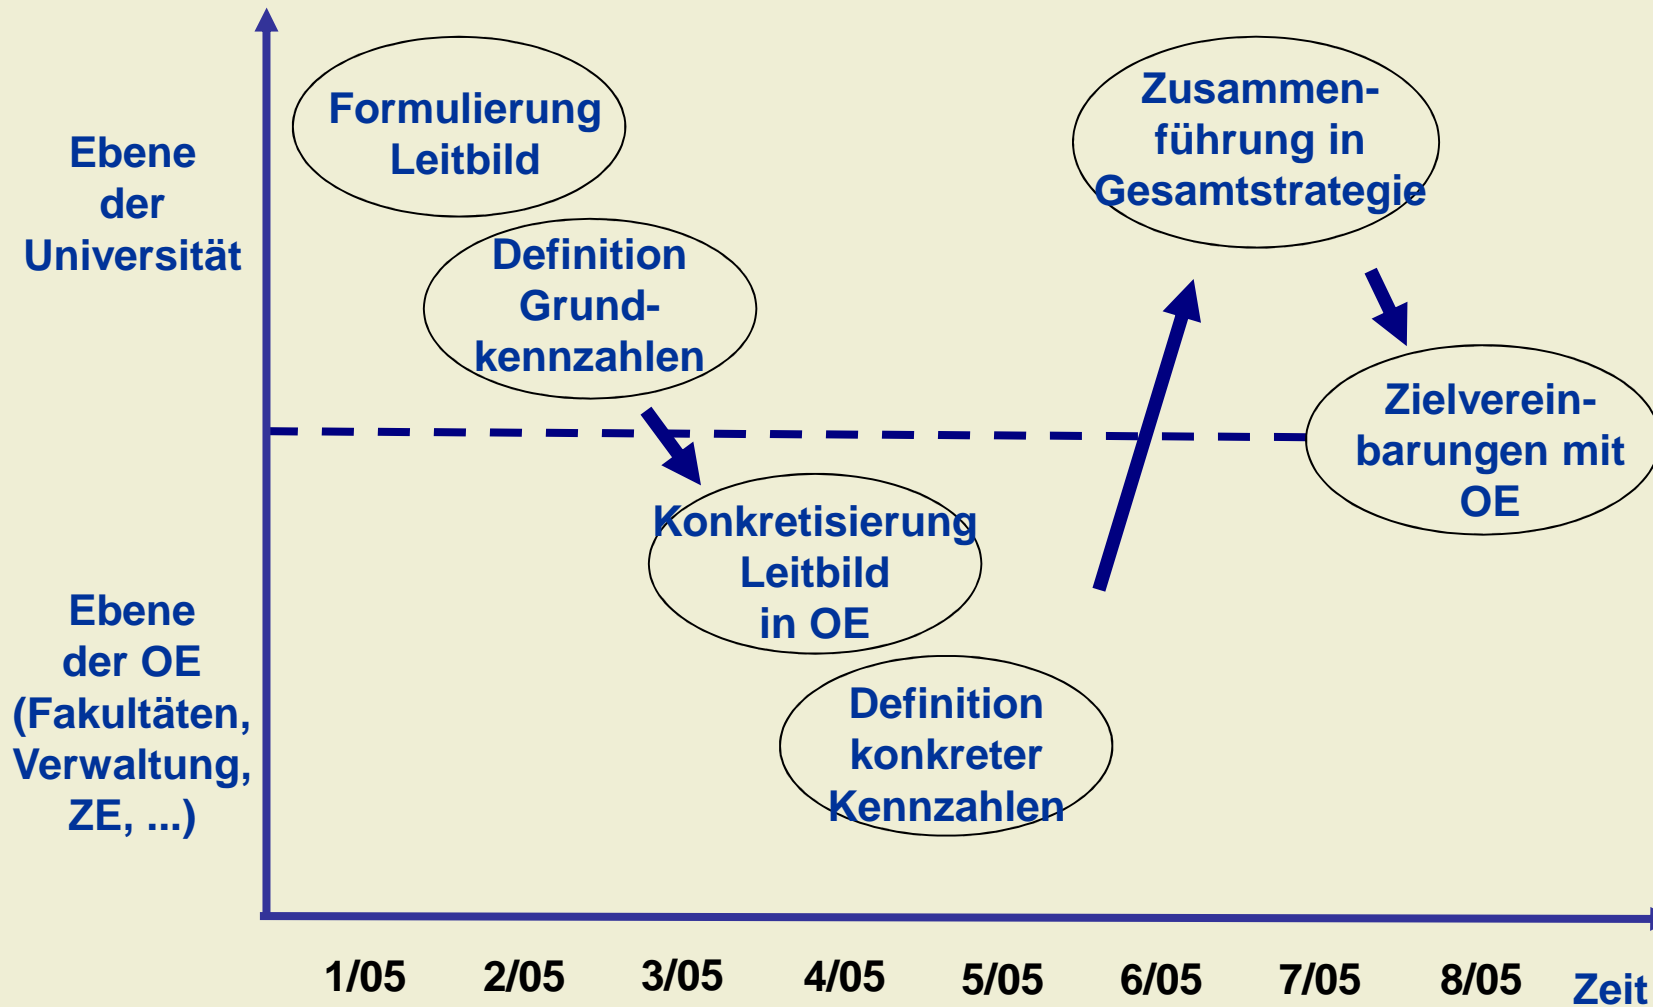 Ebene
der
Universität
Formulierung
Leitbild
Definition
Grund-
kennzahlen
Zusammen-
führung in
Gesamtstrategie
Zielverein-
barungen mit
OE
Ebene
der OE
(Fakultäten,
Verwaltung,
ZE, ...)
Konkretisierung
Leitbild
in OE
Definition
konkreter
Kennzahlen
1/05 2/05 3/05 4/05 5/05 6/05 7/05 8/05 Zeit